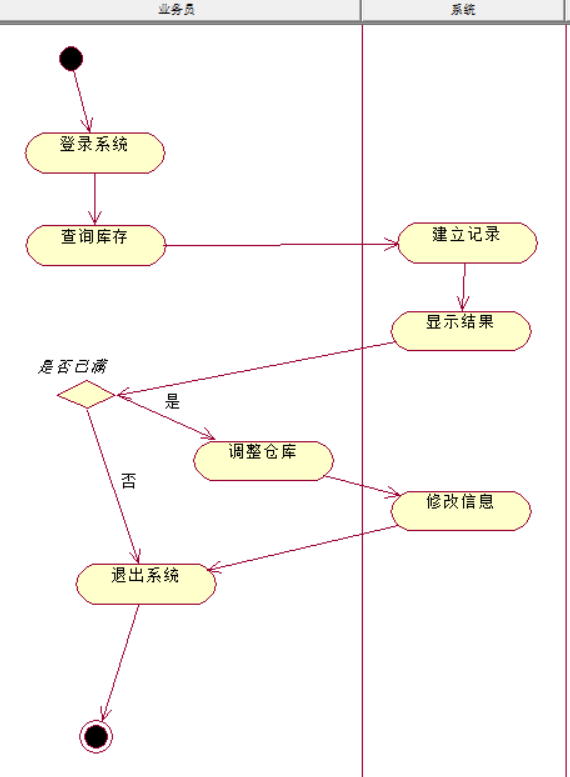 业务员
系统
登录系统
查询库存
建立记录
显示结果
是否已满
是
调整仓库
否
修改信息
退出系统